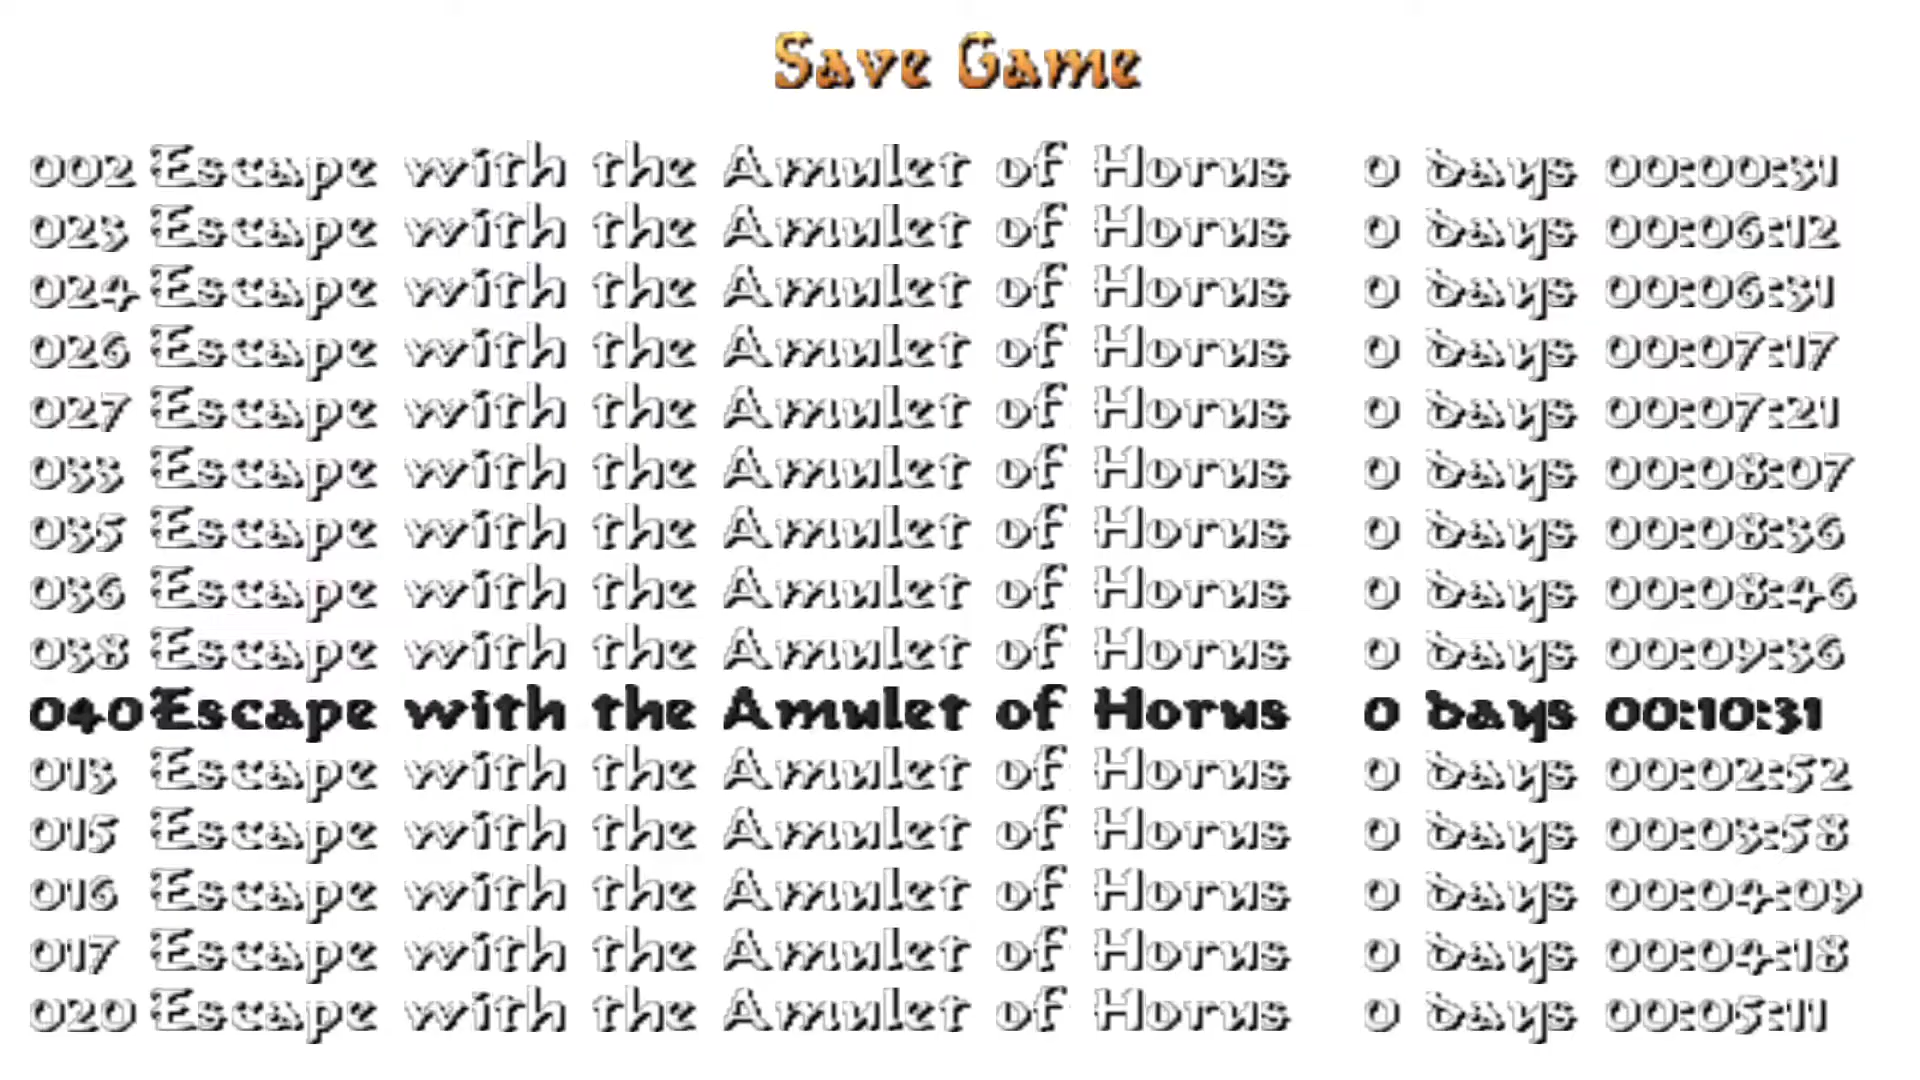 Save Game
002 Escape with the Amulet of Horus 0 days 00:00:31
023 Escape with the Amulet of Horus 0 days 00:06:12
024 Escape with the Amulet of Horus 0 days 00:06:31
026 Escape with the Amulet of Horus 0 days 00:07:17
027 Escape with the Amulet of Horus 0 days 00:07:21
033 Escape with the Amulet of Horus 0 days 00:08:07
035 Escape with the Amulet of Horus 0 days 00:08:36
036 Escape with the Amulet of Horus 0 days 00:08:46
038 Escape with the Amulet of Horus 0 days 00:09:36
040 Escape with the Amulet of Horus 0 days 00:10:31
013 Escape with the Amulet of Horus 0 days 00:02:52
015 Escape with the Amulet of Horus 0 days 00:03:58
016 Escape with the Amulet of Horus 0 days 00:04:09
017 Escape with the Amulet of Horus 0 days 00:04:18
020 Escape with the Amulet of Horus 0 days 00:05:11